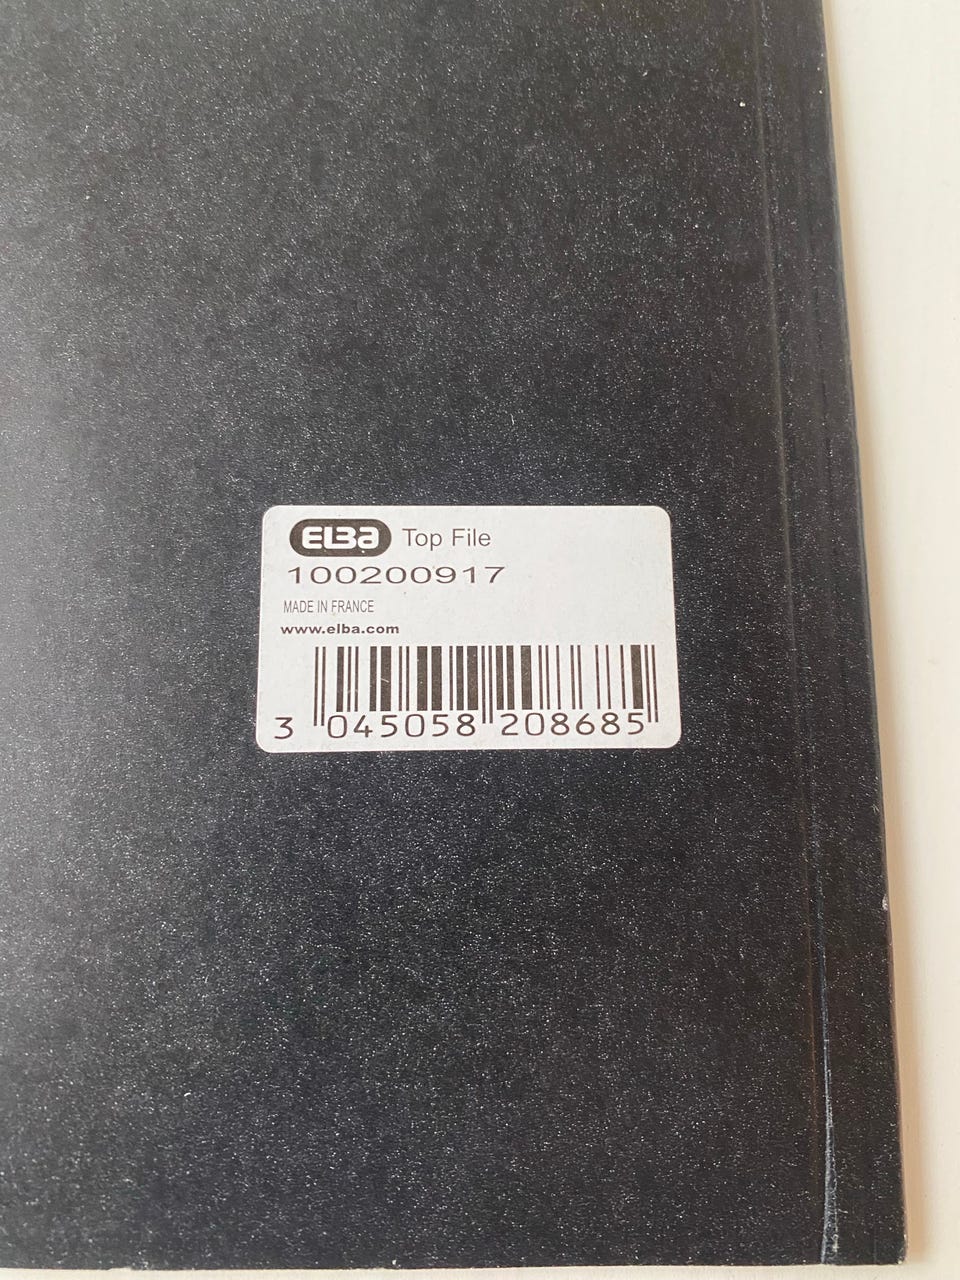 ELBa Top File
100200917
MADE IN FRANCE
www.elba.com
3 045058 208685